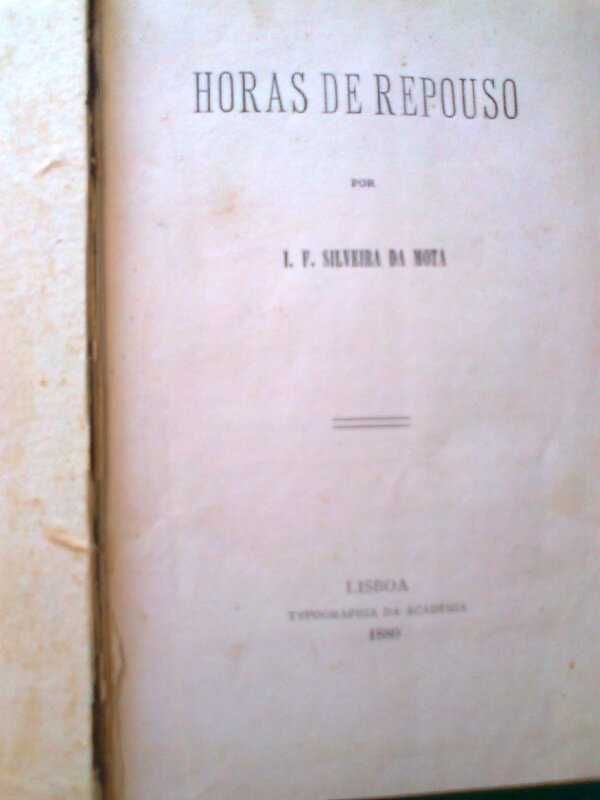 HORAS DE REPOUSO
POR
I. F. SILVEIRA DA MOTA
LISBOA
TYPOGRAPHIA DA ACADEMIA
1880